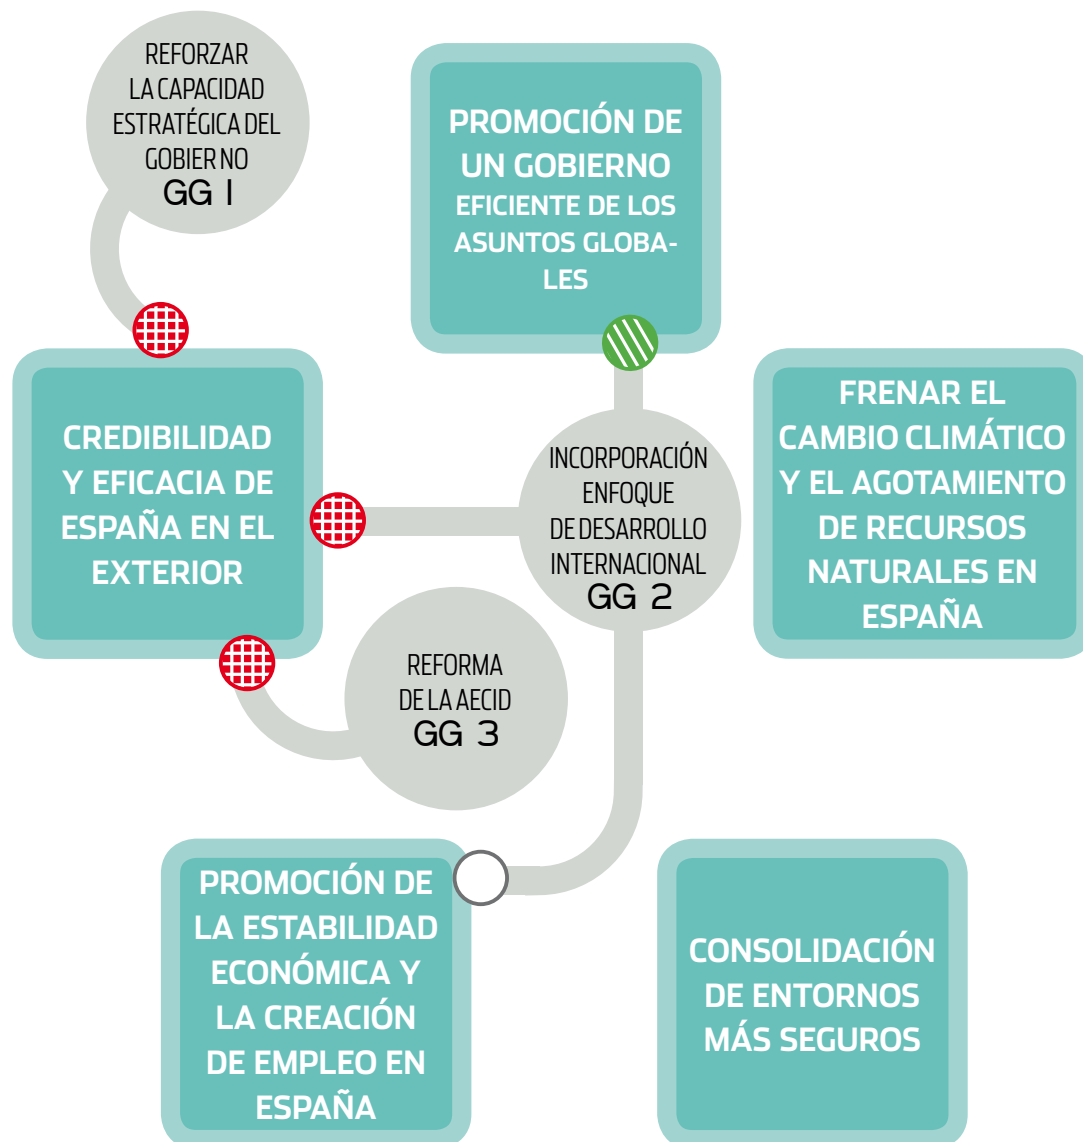 REFORZAR
LA CAPACIDAD
ESTRATÉGICA DEL
GOBIER NO
GG 1
PROMOCIÓN DE
UN GOBIERNO
EFICIENTE DE LOS
ASUNTOS GLOBA-
LES
CREDIBILIDAD
Y EFICACIA DE
ESPAÑA EN EL
EXTERIOR
INCORPORACIÓN
ENFOQUE
DE DESARROLLO
INTERNACIONAL
GG 2
FRENAR EL
CAMBIO CLIMÁTICO
Y EL AGOTAMIENTO
DE RECURSOS
NATURALES EN
ESPAÑA
REFORMA
DE LA AECID
GG 3
PROMOCIÓN DE
LA ESTABILIDAD
ECONÓMICA Y
LA CREACIÓN
DE EMPLEO EN
ESPAÑA
CONSOLIDACIÓN
DE ENTORNOS
MÁS SEGUROS